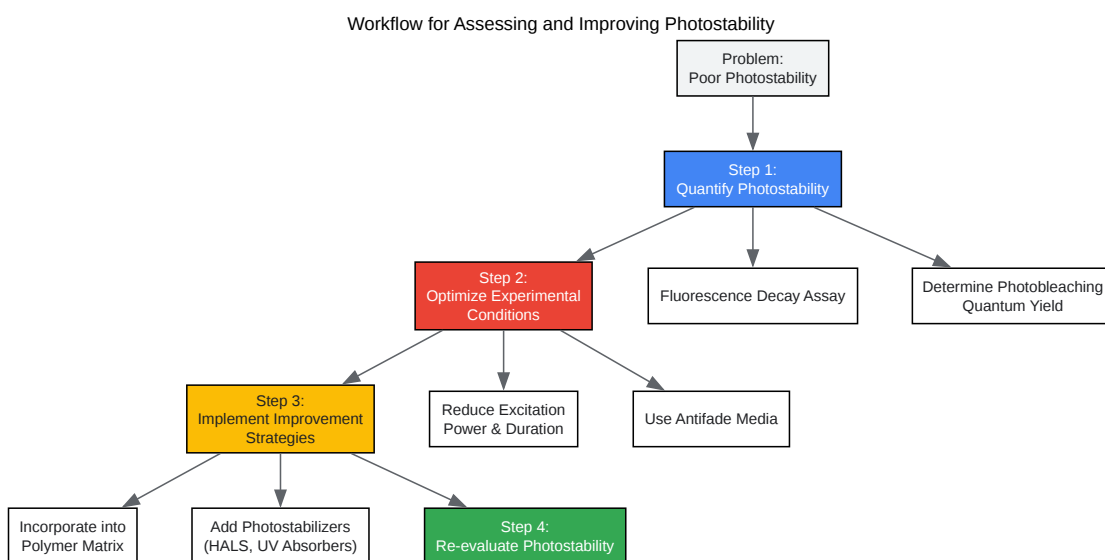 Workflow for Assessing and Improving Photostability
Problem:
Poor Photostability
Step 1:
Quantify Photostability
Step 2:
Optimize Experimental
Conditions
Fluorescence Decay Assay
Determine Photobleaching
Quantum Yield
Step 3:
Implement Improvement
Strategies
Reduce Excitation
Power & Duration
Use Antifade Media
Incorporate into
Polymer Matrix
Add Photostabilizers
(HALS, UV Absorbers)
Step 4:
Re-evaluate Photostability